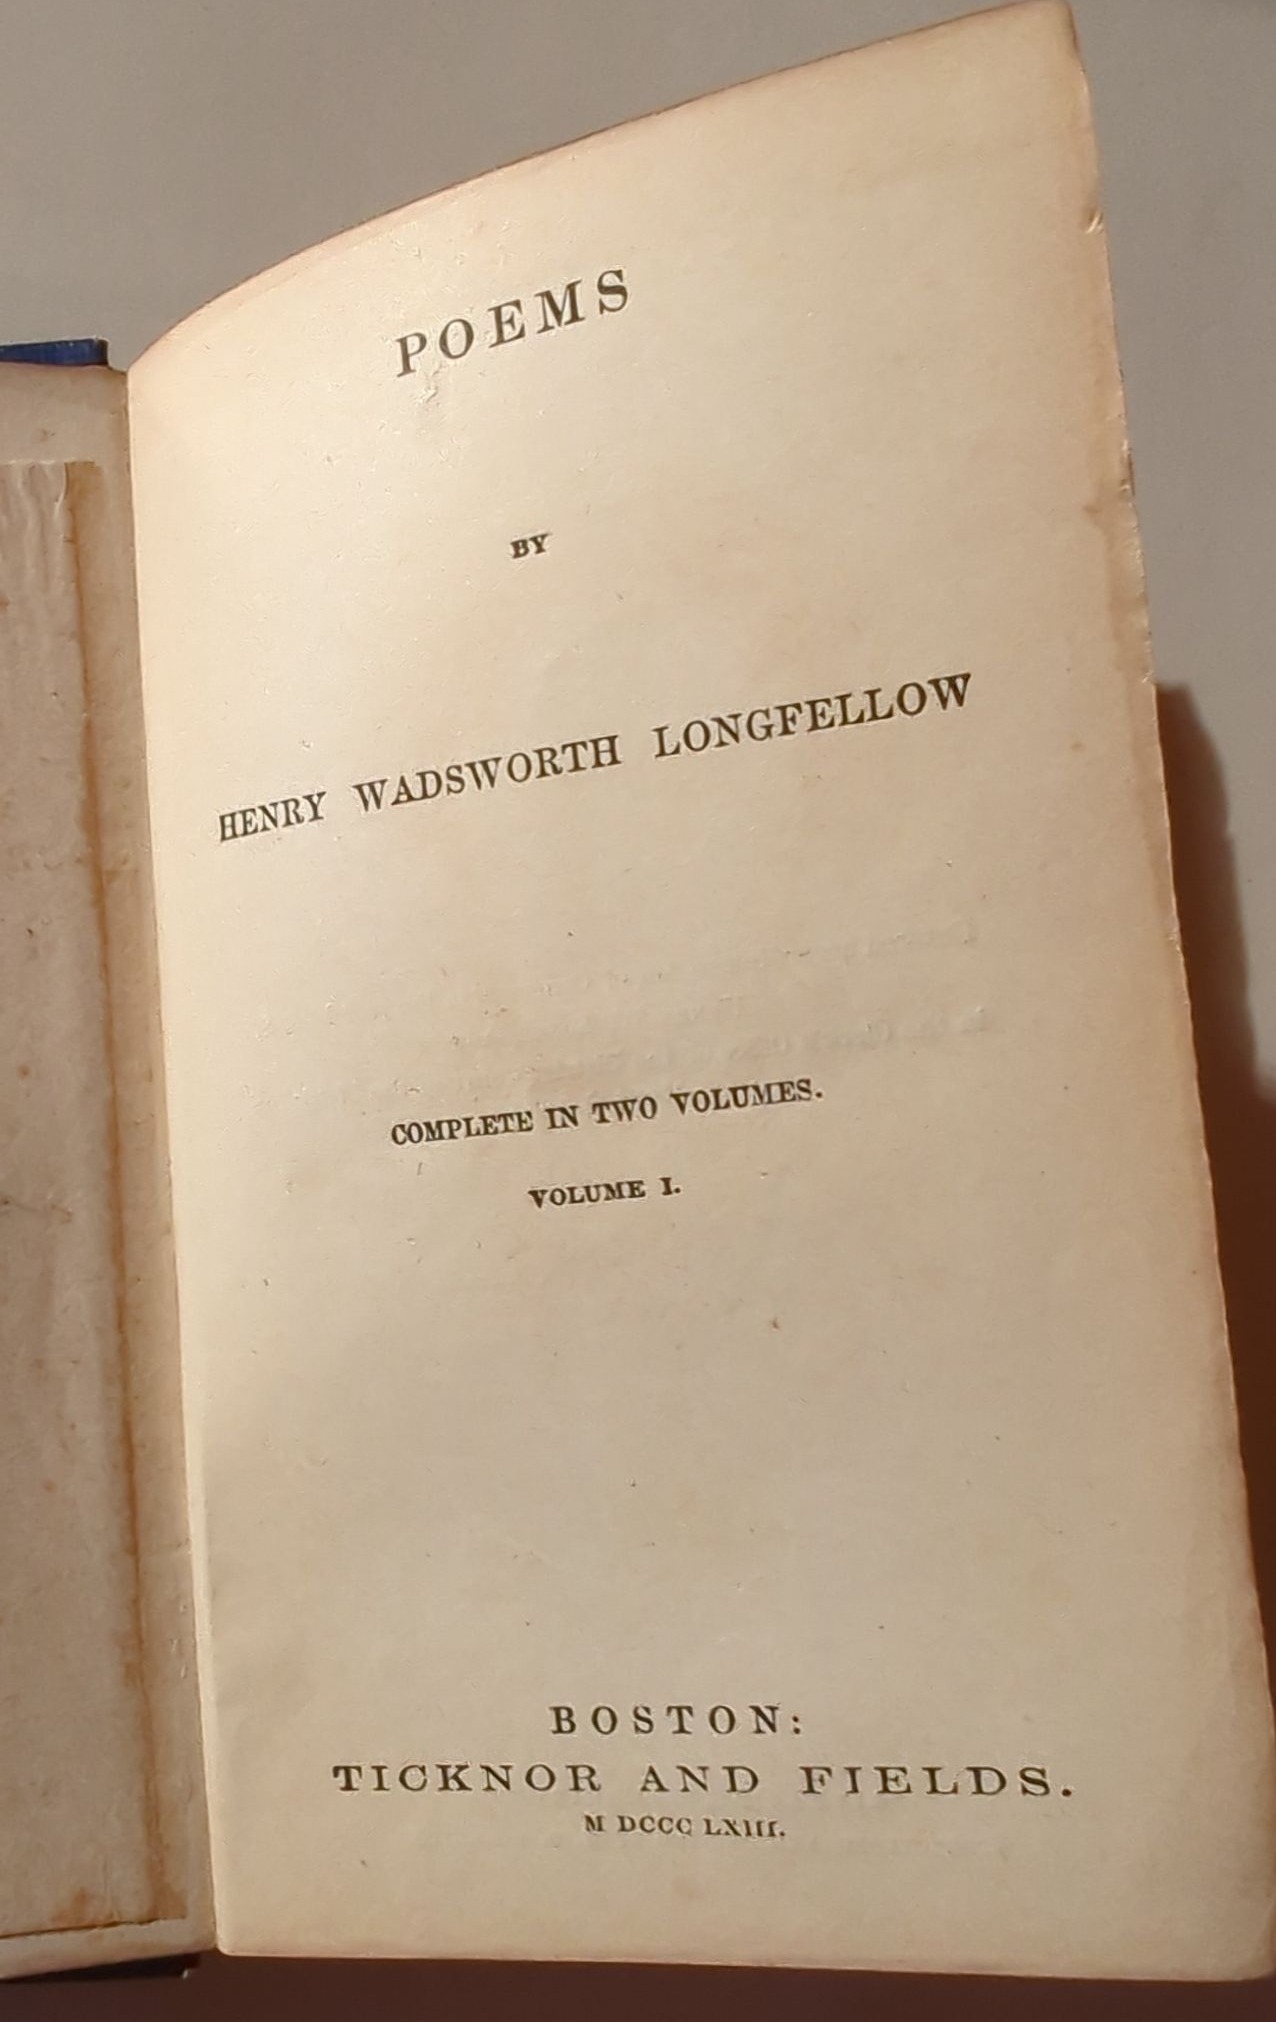 POEMS
BY
HENRY WADSWORTH LONGFELLOW
COMPLETE IN TWO VOLUMES.
VOLUME I.
BOSTON:
TICKNOR AND FIELDS.
M DCCC LXIII.